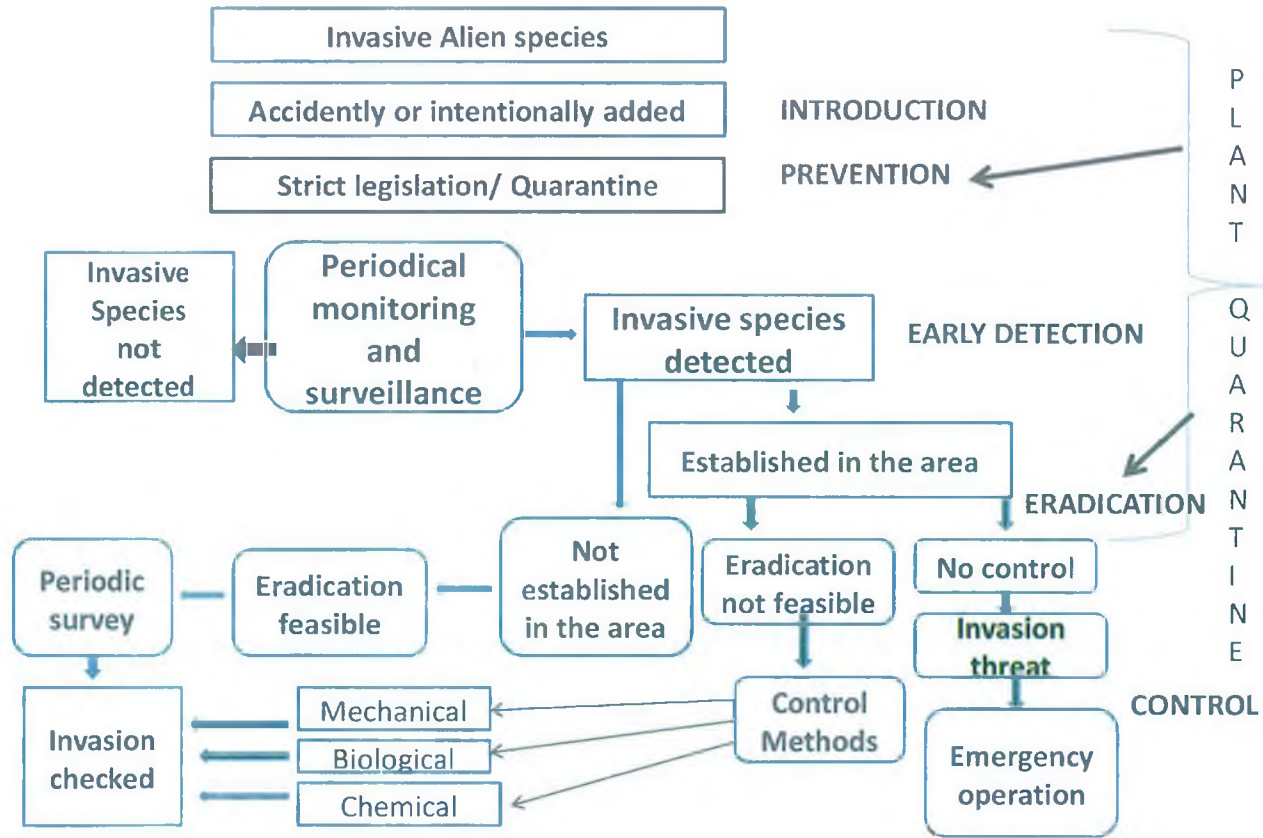 Invasive Alien species
Accidently or intentionally added
INTRODUCTION
Strict legislation/ Quarantine
PREVENTION
PLANT
Invasive
Species
not
detected
Periodical
monitoring
and
surveillance
Invasive species
detected
EARLY DETECTION
QUARANTINE
Established in the area
ERADICATION
Periodic
survey
Eradication
feasible
Not
established
in the area
Eradication
not feasible
No control
Invasion
threat
Invasion
checked
Mechanical
Biological
Chemical
Control
Methods
CONTROL
Emergency
operation